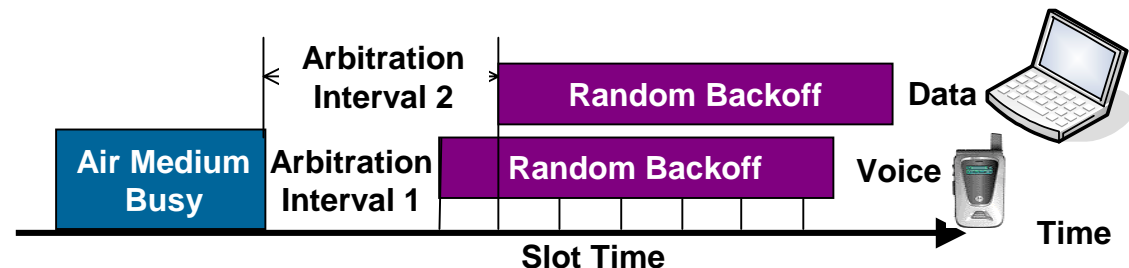 Arbitration
Interval 2
Random Backoff
Data
Air Medium
Busy
Arbitration
Interval 1
Random Backoff
Voice
Time
Slot Time